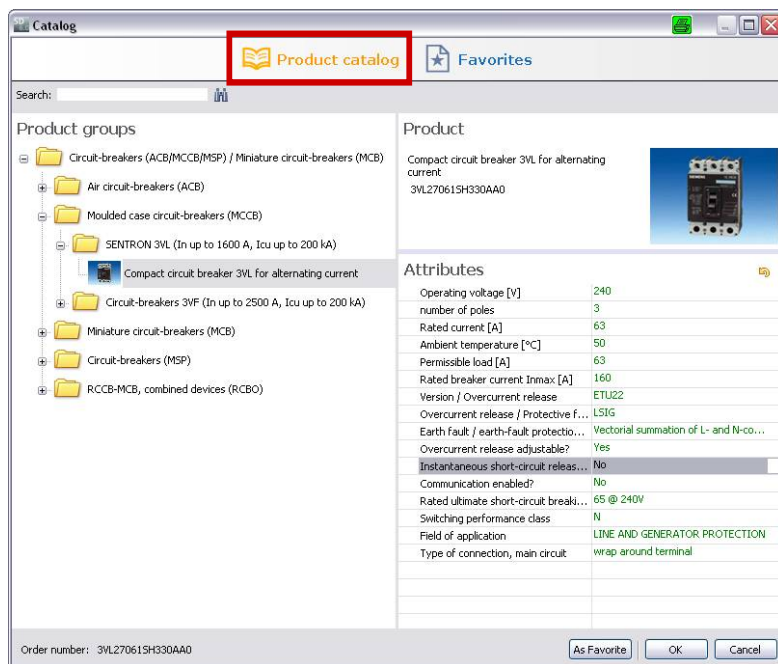 Catalog
Product catalog
Favorites
Search:
Product groups
Circuit-breakers (ACB/MCCB/MSP) / Miniature circuit-breakers (MCB)
Air circuit-breakers (ACB)
Moulded case circuit-breakers (MCCB)
SENTRON 3VL (In up to 1600 A, Icu up to 200 kA)
Compact circuit breaker 3VL for alternating current
Circuit-breakers 3VF (In up to 2500 A, Icu up to 200 kA)
Miniature circuit-breakers (MCB)
Circuit-breakers (MSP)
RCCB-MCB, combined devices (RCBO)
Product
Compact circuit breaker 3VL for alternating
current
3VL27061SH330AA0
Attributes
Operating voltage [V] 240
number of poles 3
Rated current [A] 63
Ambient temperature [°C] 50
Permissible load [A] 63
Rated breaker current Inmax [A] 160
Version / Overcurrent release ETU22
Overcurrent release / Protective f... LSIG
Earth fault / earth-fault protectio... Vectorial summation of L- and N-co...
Overcurrent release adjustable? Yes
Instantaneous short-circuit releas... No
Communication enabled? No
Rated ultimate short-circuit breaki... 65 @ 240V
Switching performance class N
Field of application LINE AND GENERATOR PROTECTION
Type of connection, main circuit wrap around terminal
Order number: 3VL27061SH330AA0
As Favorite
OK
Cancel